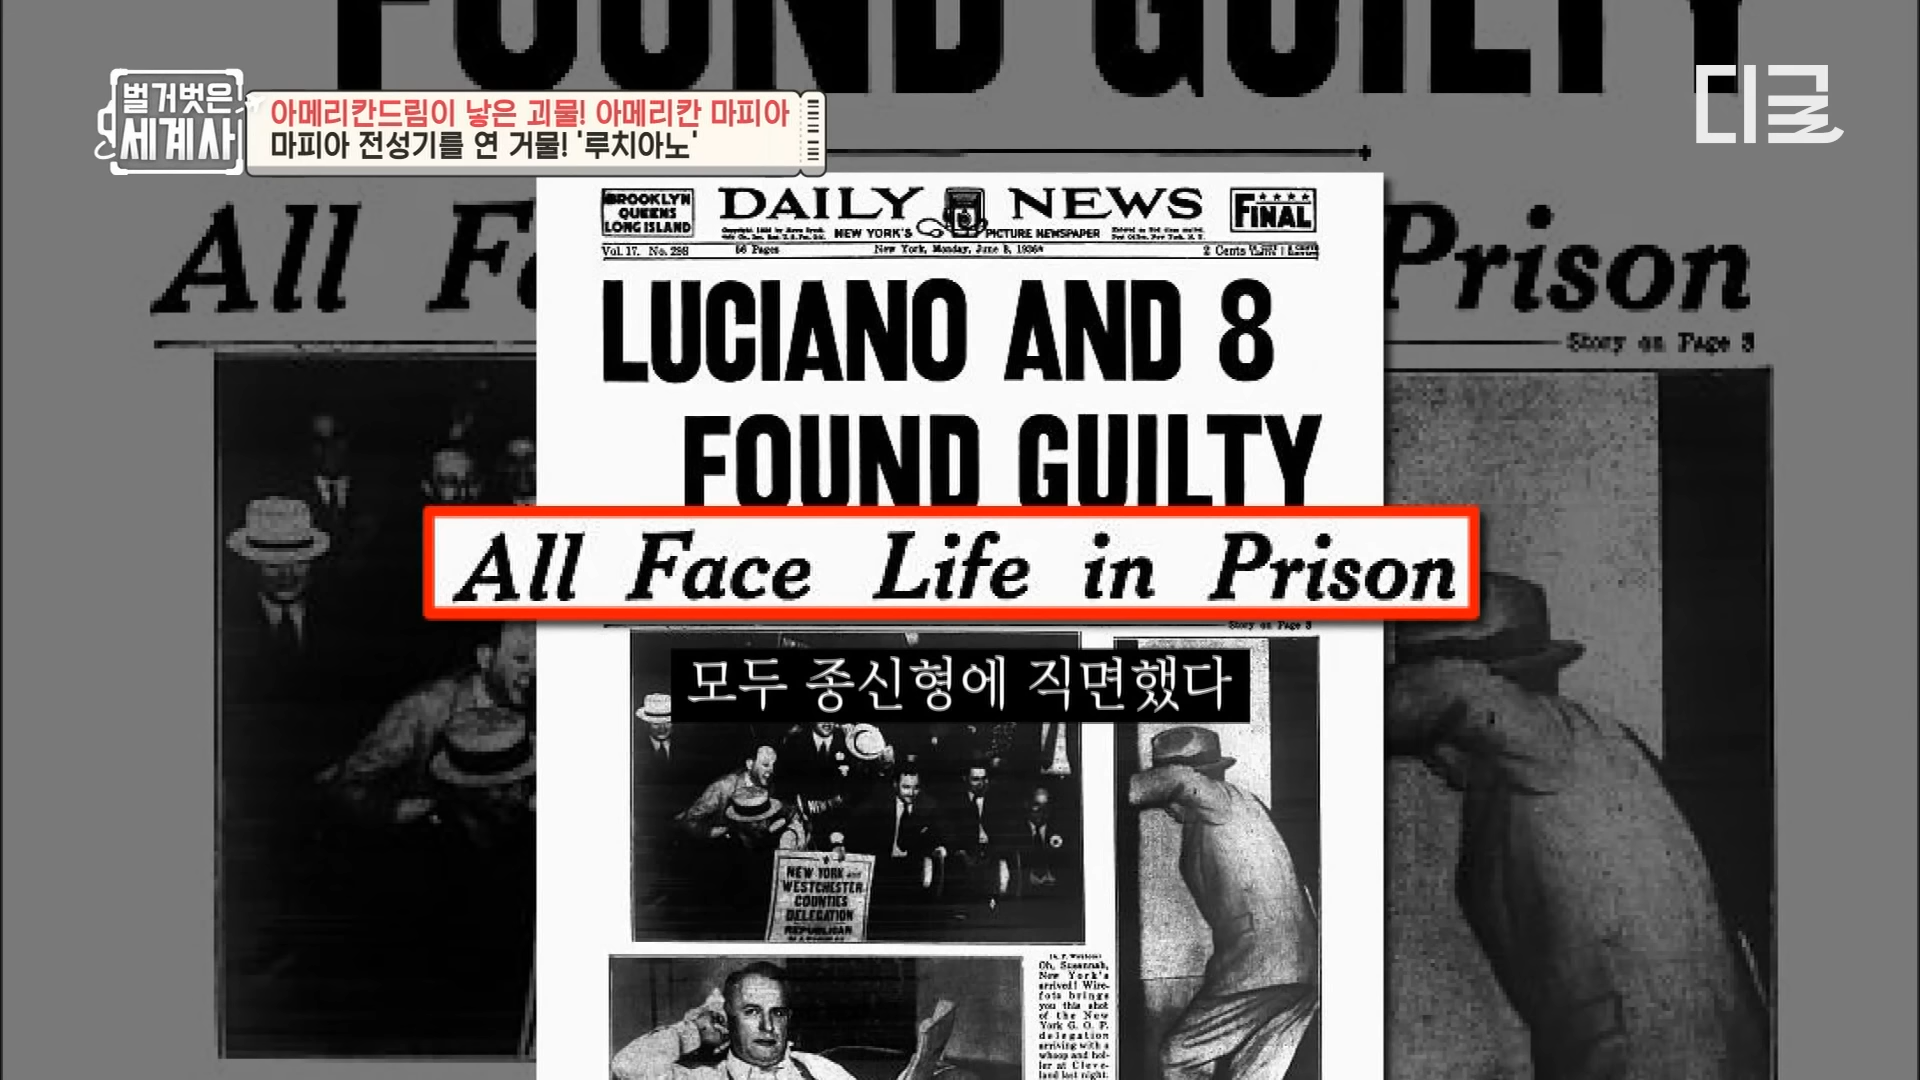 FOUND GUILTY
벌거벗은
세계사
아메리칸드림이 낳은 괴물! 아메리칸 마피아
마피아 전성기를 연 거물! '루치아노'
디글
BROOKLYN
QUEENS
LONG ISLAND
DAILY NEWS
FINAL
NEW YORK'S PICTURE NEWSPAPER
Vol. 17. No. 298 56 Pages New York, Monday, June 8, 1936 2 Cents
LUCIANO AND 8
FOUND GUILTY
All Prison
Story on Page 3
All Face Life in Prison
Story on Page 3
모두 종신형에 직면했다
NEW YORK and
WESTCHESTER
COUNTIES
DELEGATION
REPUBLICAN
Oh, Susannah,
New York's
arrived! Wire-
foto brings
you this shot
of the New
York G. O. P.
delegation
arriving with a
whoop and hol-
ler at Cleve-
land last night.